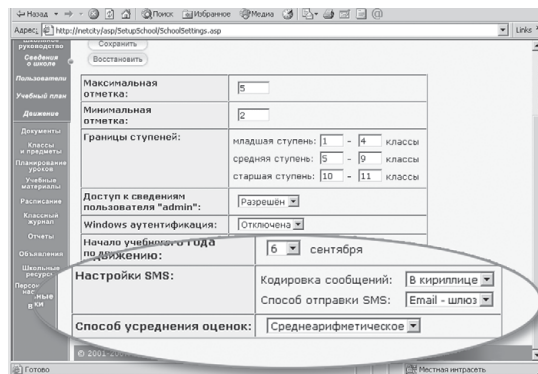 Назад
Поиск Избранное Медиа
Адрес: http://netcity/asp/SetupSchool/SchoolSettings.asp Links
руководство
Сведения
о школе
Пользователи
Учебный план
Движение
Документы
Классы
и предметы
Планирование
уроков
Учебные
материалы
Расписание
Классный
журнал
Отчеты
Объявления
Школьные
Сохранить
Восстановить
Максимальная
отметка: 5
Минимальная
отметка: 2
Границы ступеней: младшая ступень: 1 - 4 классы
средняя ступень: 5 - 9 классы
старшая ступень: 10 - 11 классы
Доступ к сведениям
пользователя "admin": Разрешён
Windows аутентификация: Отключена
Начало учебного года
движению: 6 сентября
Настройки SMS: Кодировка сообщений: В кириллице
Способ отправки SMS: Email - шлюз
Способ усреднения оценок: Среднеарифметическое
Готово Местная интрасеть